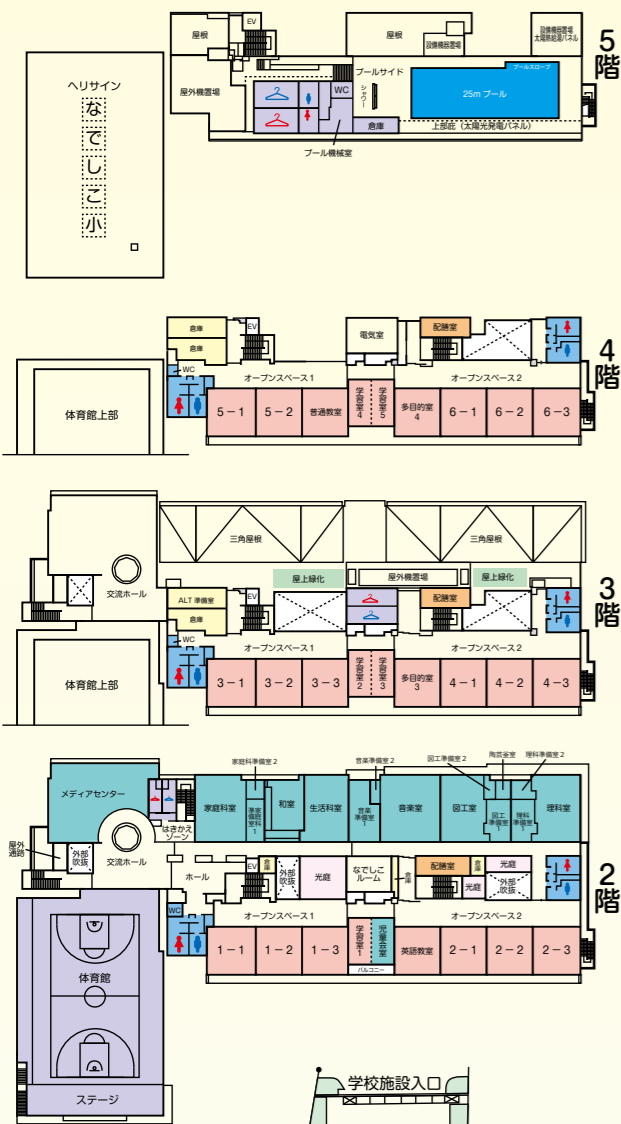 5階
屋根
EV
屋根
設備機器置場
設備機器置場
太陽熱給湯パネル
ヘリサイン
なでしこ小
屋外機置場
WC
プールサイド
シャワー
プールスロープ
25m プール
倉庫
上部庇（太陽光発電パネル）
プール機械室
4階
倉庫
倉庫
EV
電気室
配膳室
WC
オープンスペース1
オープンスペース2
体育館上部
5－1
5－2
普通教室
学習室4
学習室5
多目的室4
6－1
6－2
6－3
3階
三角屋根
三角屋根
交流ホール
屋上緑化
屋外機置場
屋上緑化
ALT 準備室
倉庫
EV
配膳室
WC
オープンスペース1
オープンスペース2
体育館上部
3－1
3－2
3－3
学習室2
学習室3
多目的室3
4－1
4－2
4－3
2階
家庭科準備室2
音楽準備室2
図工準備室2
陶芸釜室
理科準備室2
メディアセンター
はきかえゾーン
家庭科室
家庭科準備室1
和室
生活科室
音楽準備室1
音楽室
図工室
図工準備室1
理科準備室1
理科室
屋外通路
外部吹抜
交流ホール
ホール
EV
倉庫
外部吹抜
光庭
なでしこルーム
倉庫
配膳室
倉庫
光庭
光庭
外部吹抜
WC
オープンスペース1
オープンスペース2
1－1
1－2
1－3
学習室1
児童会室
英語教室
2－1
2－2
2－3
バルコニー
体育館
ステージ
学校施設入口